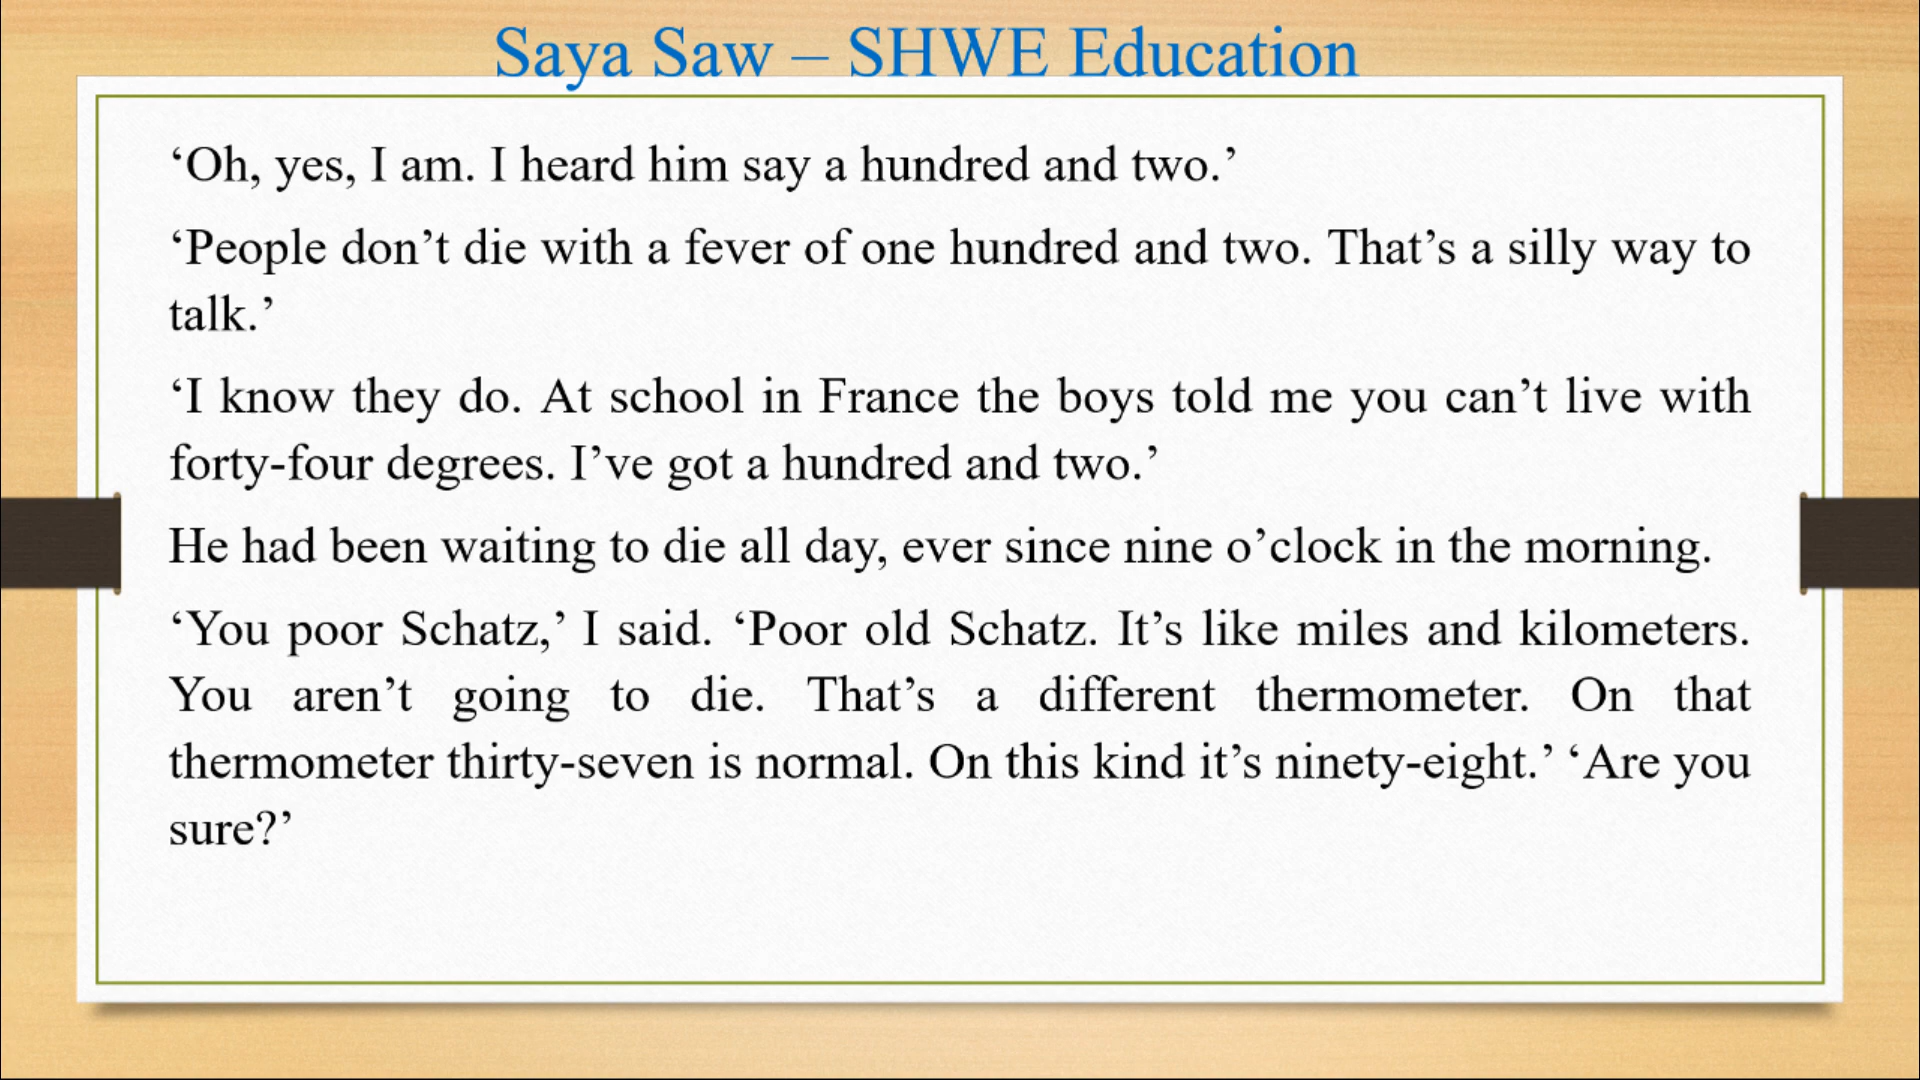 Saya Saw – SHWE Education
‘Oh, yes, I am. I heard him say a hundred and two.’
‘People don’t die with a fever of one hundred and two. That’s a silly way to
talk.’
‘I know they do. At school in France the boys told me you can’t live with
forty-four degrees. I’ve got a hundred and two.’
He had been waiting to die all day, ever since nine o’clock in the morning.
‘You poor Schatz,’ I said. ‘Poor old Schatz. It’s like miles and kilometers.
You aren’t going to die. That’s a different thermometer. On that
thermometer thirty-seven is normal. On this kind it’s ninety-eight.’ ‘Are you
sure?’